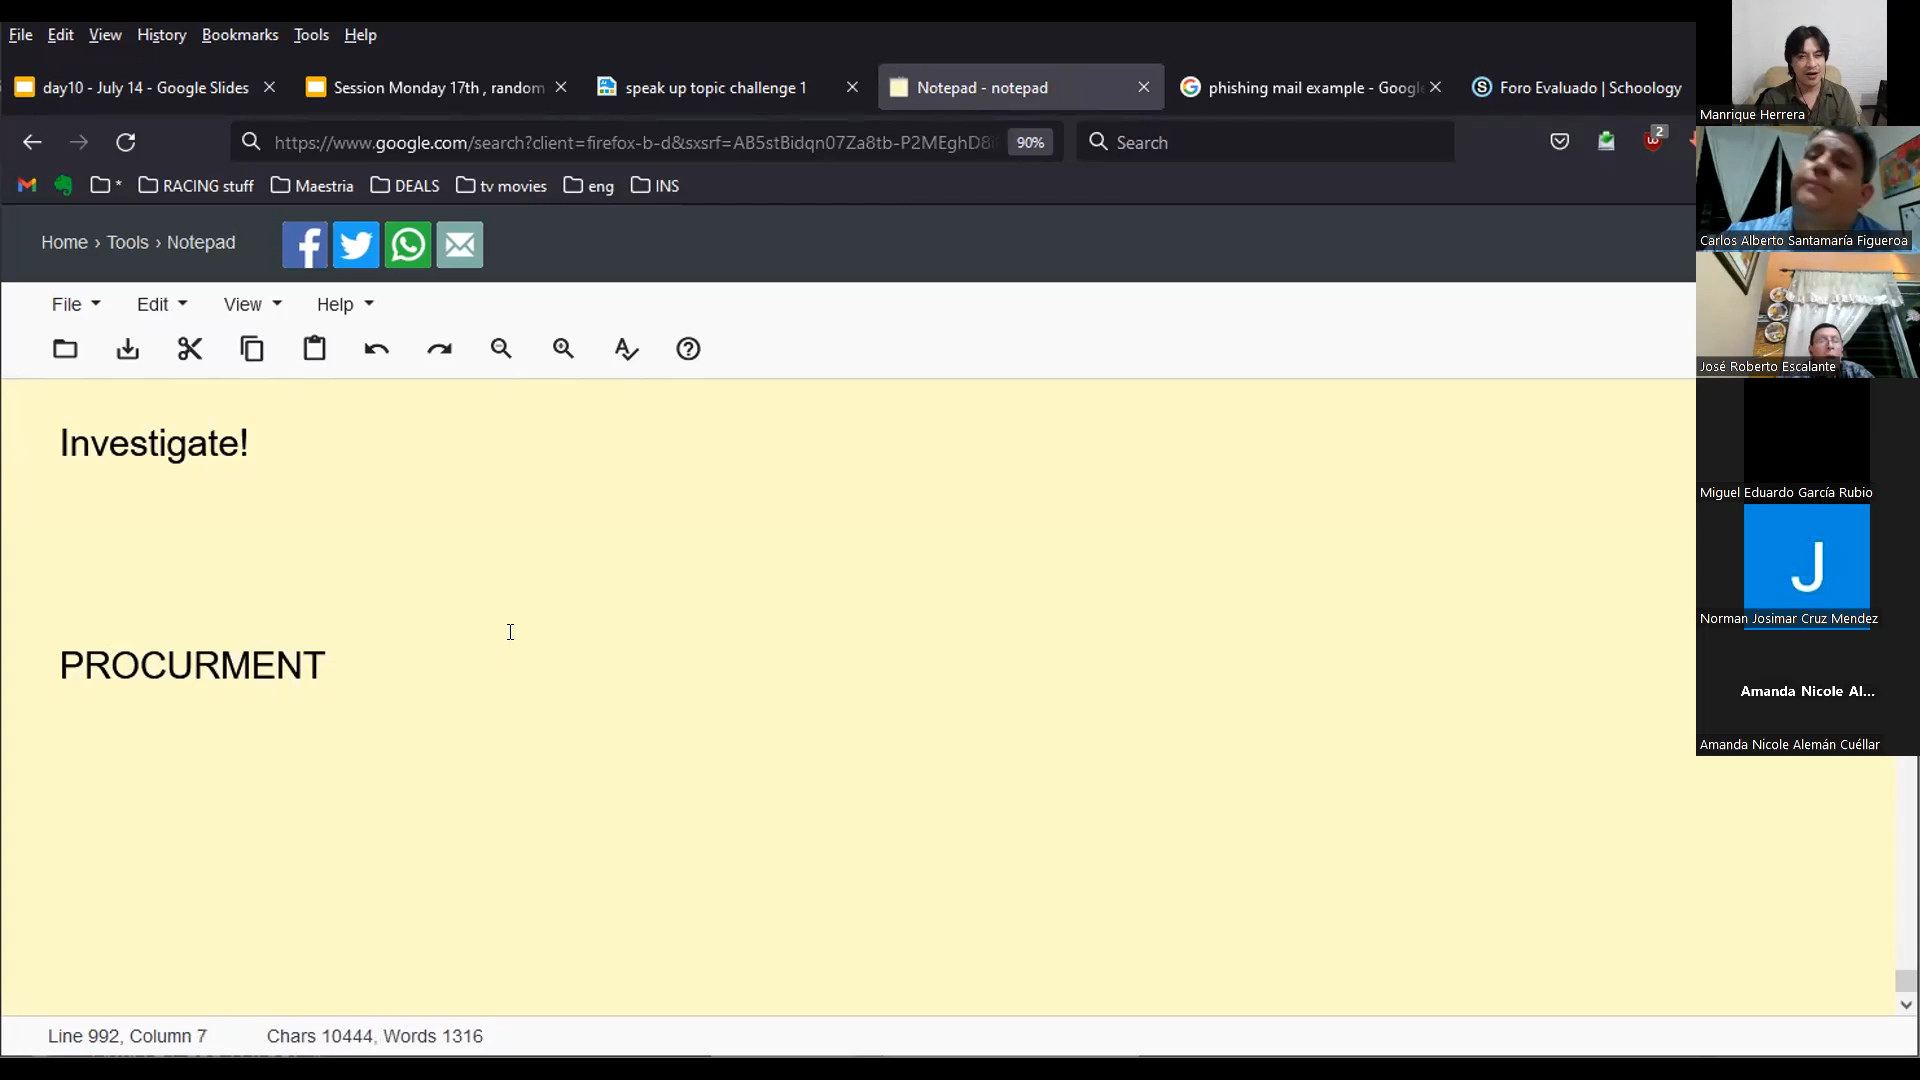 File Edit View History Bookmarks Tools Help
day10 - July 14 - Google Slides
Session Monday 17th , random
speak up topic challenge 1
Notepad - notepad
phishing mail example - Google
Foro Evaluado | Schoology
https://www.google.com/search?client=firefox-b-d&sxsrf=AB5stBidqn07Za8tb-P2MEghD8i
90%
Search
2
* RACING stuff Maestria DEALS tv movies eng INS
Home › Tools › Notepad
File Edit View Help
Investigate!
PROCURMENT
Line 992, Column 7 Chars 10444, Words 1316
Manrique Herrera
Carlos Alberto Santamaría Figueroa
José Roberto Escalante
Miguel Eduardo García Rubio
J
Norman Josimar Cruz Mendez
Amanda Nicole Al...
Amanda Nicole Alemán Cuéllar